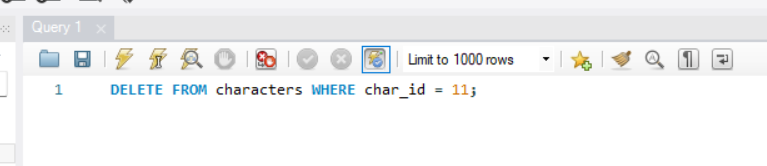 Query 1
Limit to 1000 rows
1 DELETE FROM characters WHERE char_id = 11;